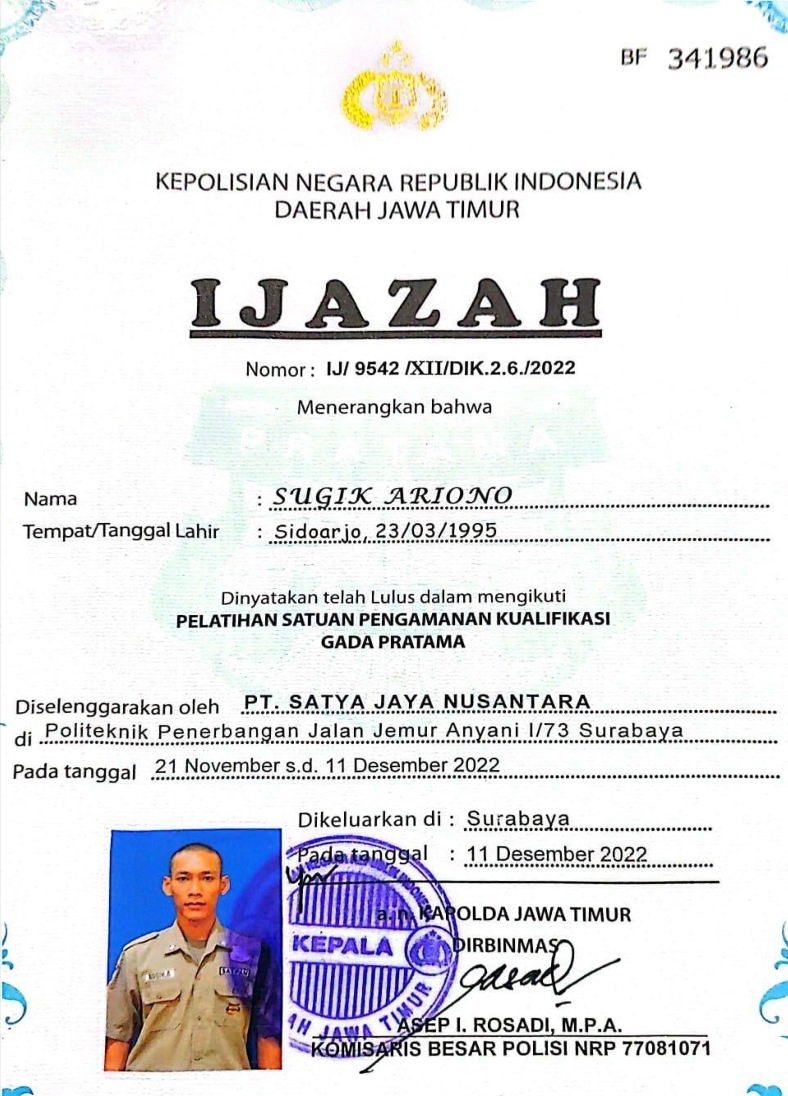 BF 341986
KEPOLISIAN NEGARA REPUBLIK INDONESIA
DAERAH JAWA TIMUR
IJAZAH
Nomor : IJ/ 9542 /XII/DIK.2.6./2022
Menerangkan bahwa
PRATAMA
Nama : SUGIK ARIONO
Tempat/Tanggal Lahir : Sidoarjo, 23/03/1995
Dinyatakan telah Lulus dalam mengikuti
PELATIHAN SATUAN PENGAMANAN KUALIFIKASI
GADA PRATAMA
Diselenggarakan oleh PT. SATYA JAYA NUSANTARA
di Politeknik Penerbangan Jalan Jemur Anyani I/73 Surabaya
Pada tanggal 21 November s.d. 11 Desember 2022
Dikeluarkan di : Surabaya
Pada tanggal : 11 Desember 2022
a. n. KAPOLDA JAWA TIMUR
DIRBINMAS
KEPALA
JAWA TIMUR
ASEP I. ROSADI, M.P.A.
KOMISARIS BESAR POLISI NRP 77081071